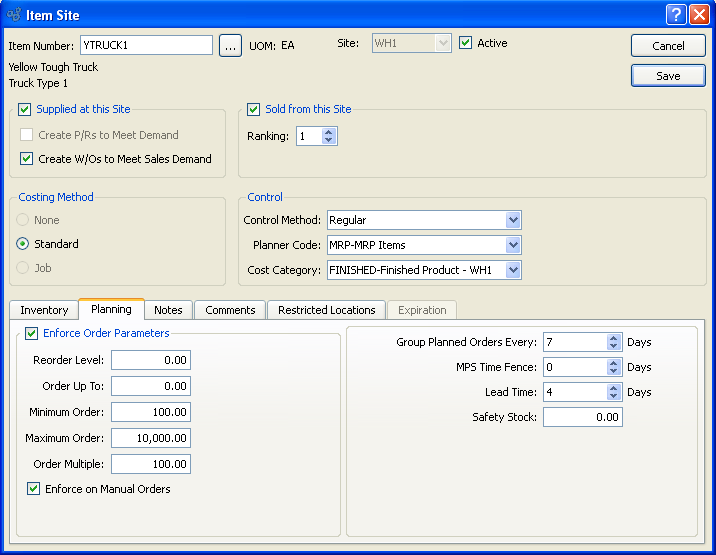 Item Site
Item Number: YTRUCK1 ... UOM: EA Site: WH1 Active Cancel
Yellow Tough Truck
Truck Type 1
Save
Supplied at this Site
Create P/Rs to Meet Demand
Create W/Os to Meet Sales Demand
Sold from this Site
Ranking: 1
Costing Method
None
Standard
Job
Control
Control Method: Regular
Planner Code: MRP-MRP Items
Cost Category: FINISHED-Finished Product - WH1
Inventory Planning Notes Comments Restricted Locations Expiration
Enforce Order Parameters
Reorder Level: 0.00
Order Up To: 0.00
Minimum Order: 100.00
Maximum Order: 10,000.00
Order Multiple: 100.00
Enforce on Manual Orders
Group Planned Orders Every: 7 Days
MPS Time Fence: 0 Days
Lead Time: 4 Days
Safety Stock: 0.00